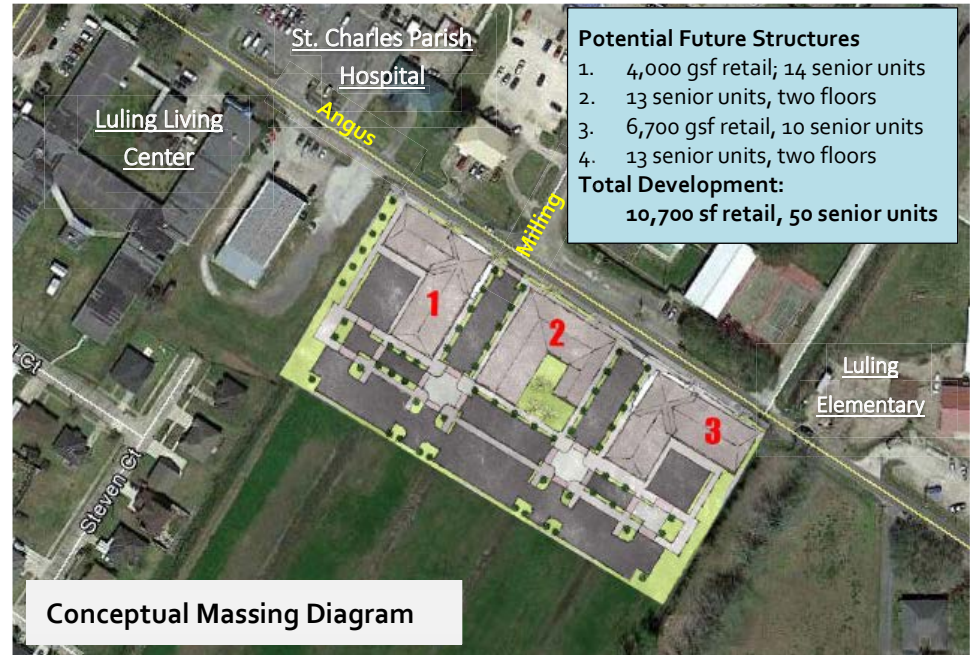 St. Charles Parish
Hospital
Luling Living
Center
Angus
Milling
Potential Future Structures
1. 4,000 gsf retail; 14 senior units
2. 13 senior units, two floors
3. 6,700 gsf retail, 10 senior units
4. 13 senior units, two floors
Total Development:
10,700 sf retail, 50 senior units
1
2
3
Luling
Elementary
l Ct
Steven Ct
Conceptual Massing Diagram